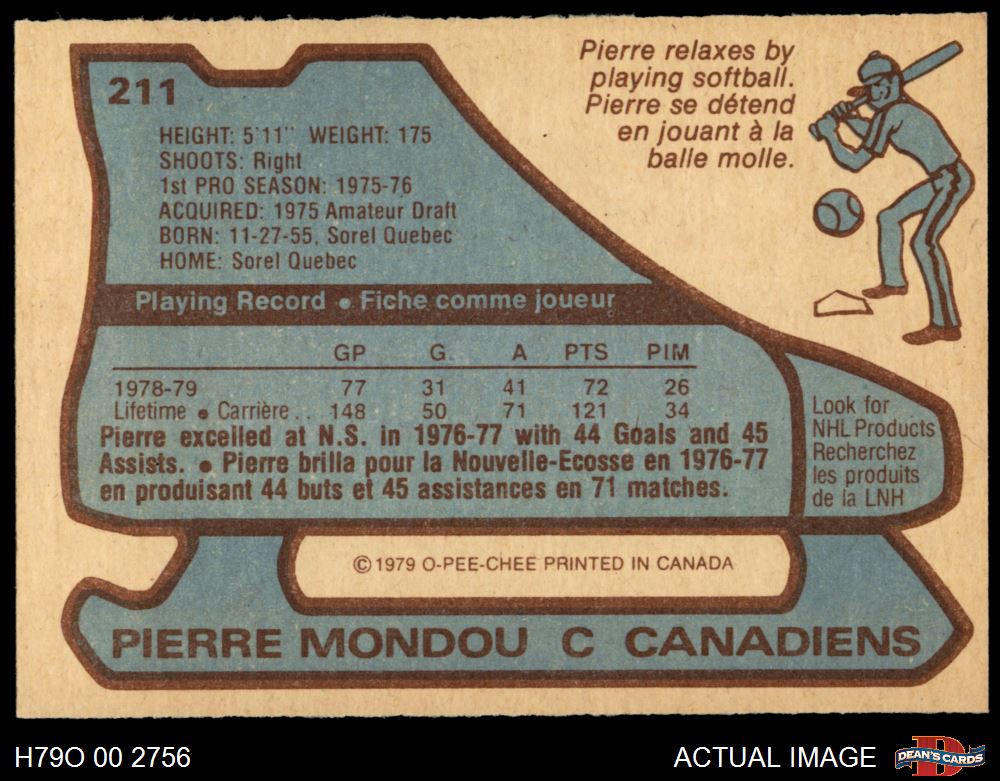 211
Pierre relaxes by
playing softball.
Pierre se détend
en jouant à la
balle molle.
HEIGHT: 5'11" WEIGHT: 175
SHOOTS: Right
1st PRO SEASON: 1975-76
ACQUIRED: 1975 Amateur Draft
BORN: 11-27-55, Sorel Quebec
HOME: Sorel Quebec
Playing Record • Fiche comme joueur
GP G A PTS PIM
1978-79 77 31 41 72 26
Lifetime • Carrière .. 148 50 71 121 34
Pierre excelled at N.S. in 1976-77 with 44 Goals and 45
Assists. • Pierre brilla pour la Nouvelle-Ecosse en 1976-77
en produisant 44 buts et 45 assistances en 71 matches.
Look for
NHL Products
Recherchez
les produits
de la LNH
© 1979 O-PEE-CHEE PRINTED IN CANADA
PIERRE MONDOU C CANADIENS
H79O 00 2756
ACTUAL IMAGE
D
DEAN'S CARDS